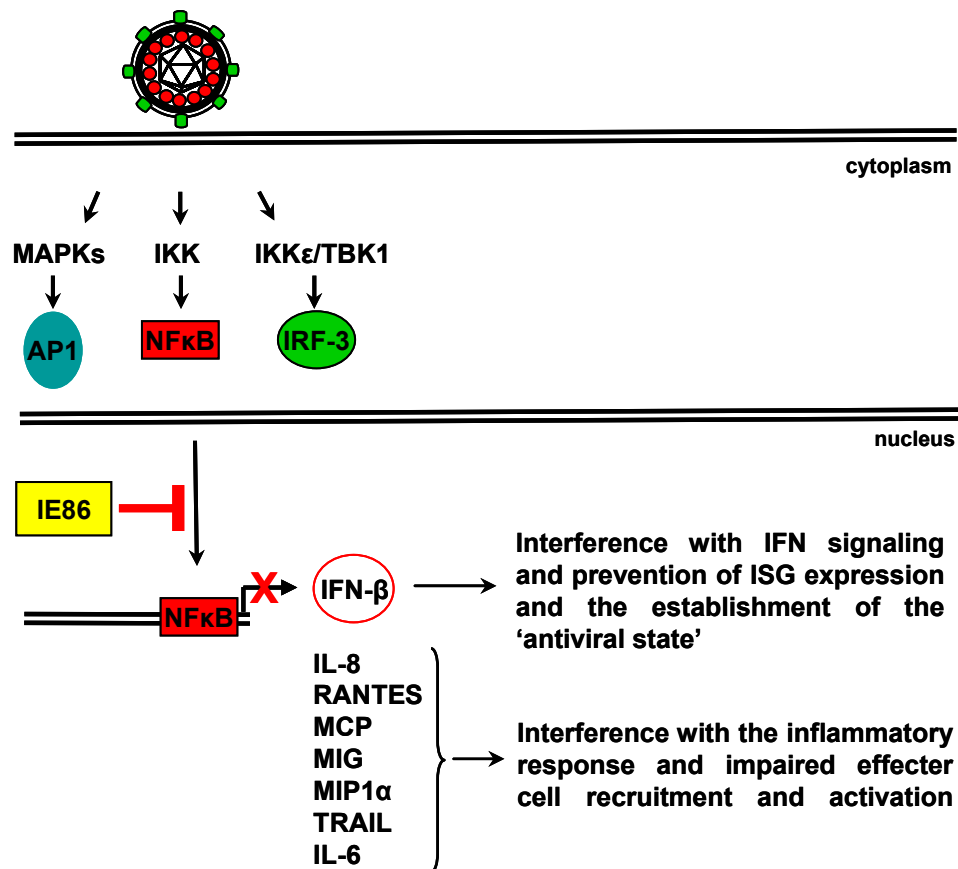 cytoplasm
MAPKs IKK IKKε/TBK1
AP1 NFκB IRF-3
nucleus
IE86
Interference with IFN signaling
and prevention of ISG expression
and the establishment of the
‘antiviral state’
X
IFN-β
NFκB
IL-8
RANTES
MCP
MIG
MIP1α
TRAIL
IL-6
Interference with the inflammatory
response and impaired effecter
cell recruitment and activation